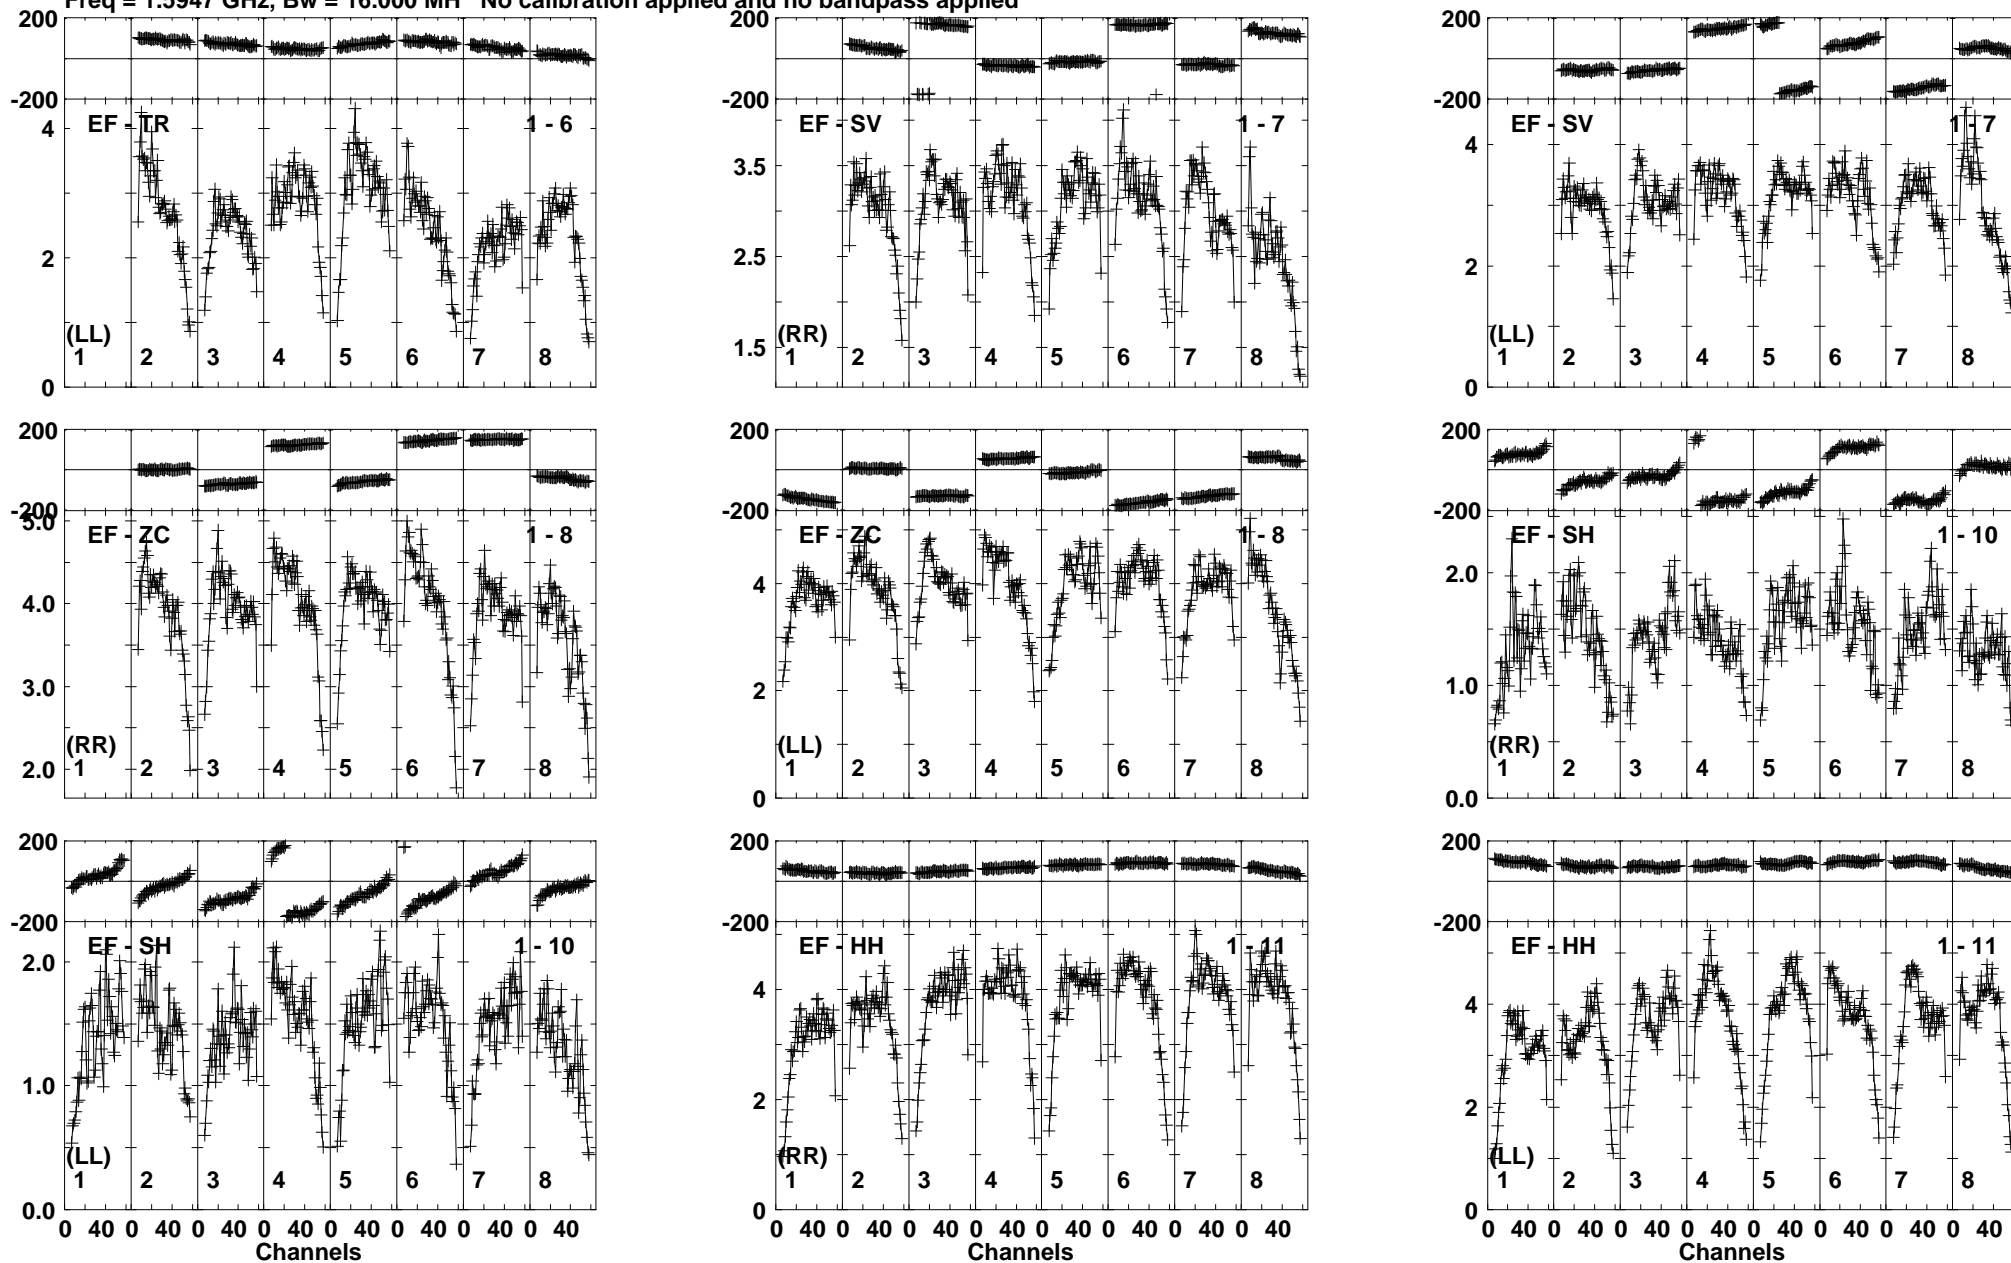 Freq = 1.5947 GHz, Bw = 16.000 MH No calibration applied and no bandpass applied
200 200 200
-200 -200 -200
EF - TR 1 - 6 EF - SV 1 - 7 EF - SV 1 - 7
4 3.5 4
2 2.5 2
(LL) (RR) 1.5 (LL)
1 2 3 4 5 6 7 8 1 2 3 4 5 6 7 8 1 2 3 4 5 6 7 8
0 0
200 200 200
-200 -200 -200
5.0
EF - ZC 1 - 8 EF - ZC 1 - 8 EF - SH 1 - 10
4.0 4 2.0
3.0 2 1.0
(RR) (LL) (RR)
2.0 1 2 3 4 5 6 7 8 1 2 3 4 5 6 7 8 1 2 3 4 5 6 7 8
0 0.0
200 200 200
-200 -200 -200
EF - SH 1 - 10 EF - HH 1 - 11 EF - HH 1 - 11
2.0 4 4
1.0 2 2
(LL) (RR) (LL)
1 2 3 4 5 6 7 8 1 2 3 4 5 6 7 8 1 2 3 4 5 6 7 8
0.0 0 0
0 40 0 40 0 40 0 40 0 40 0 40 0 40 0 40 0 40 0 40 0 40 0 40 0 40 0 40 0 40 0 40 0 40 0 40 0 40 0 40 0 40 0 40 0 40 0 40
Channels Channels Channels